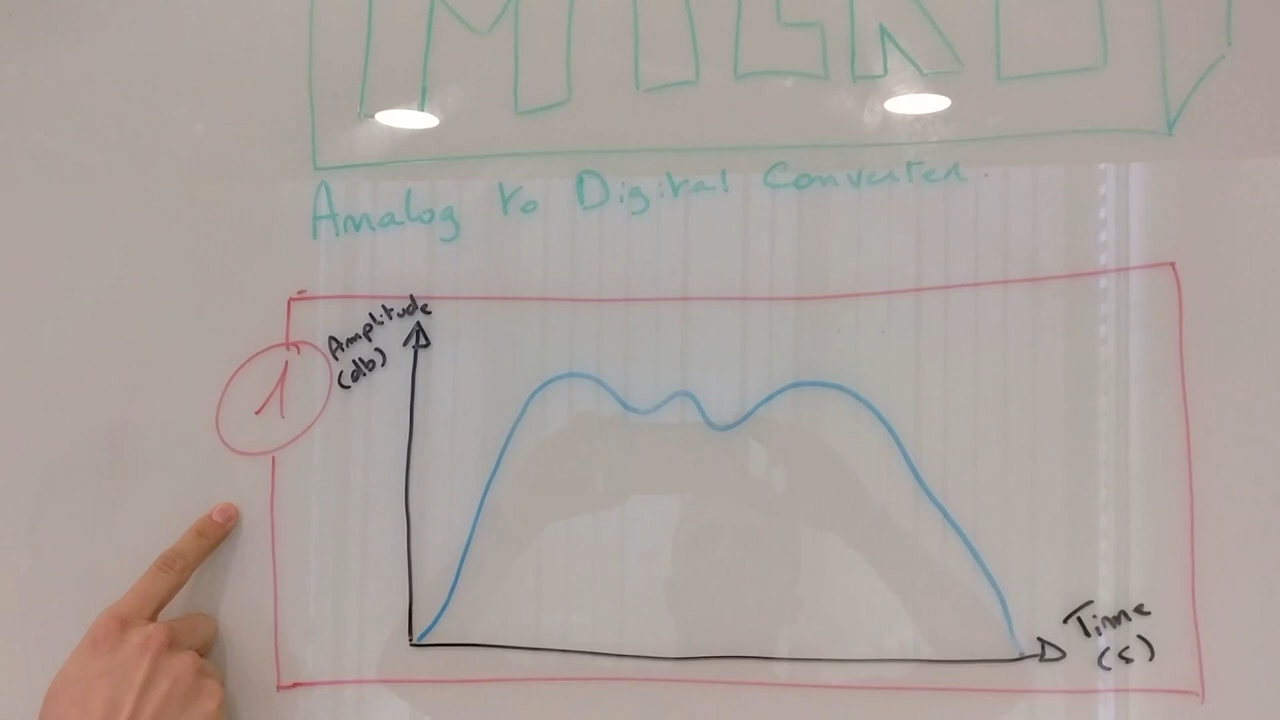 Analog to Digital Converter.
Amplitude
(db)
1
Time
(s)